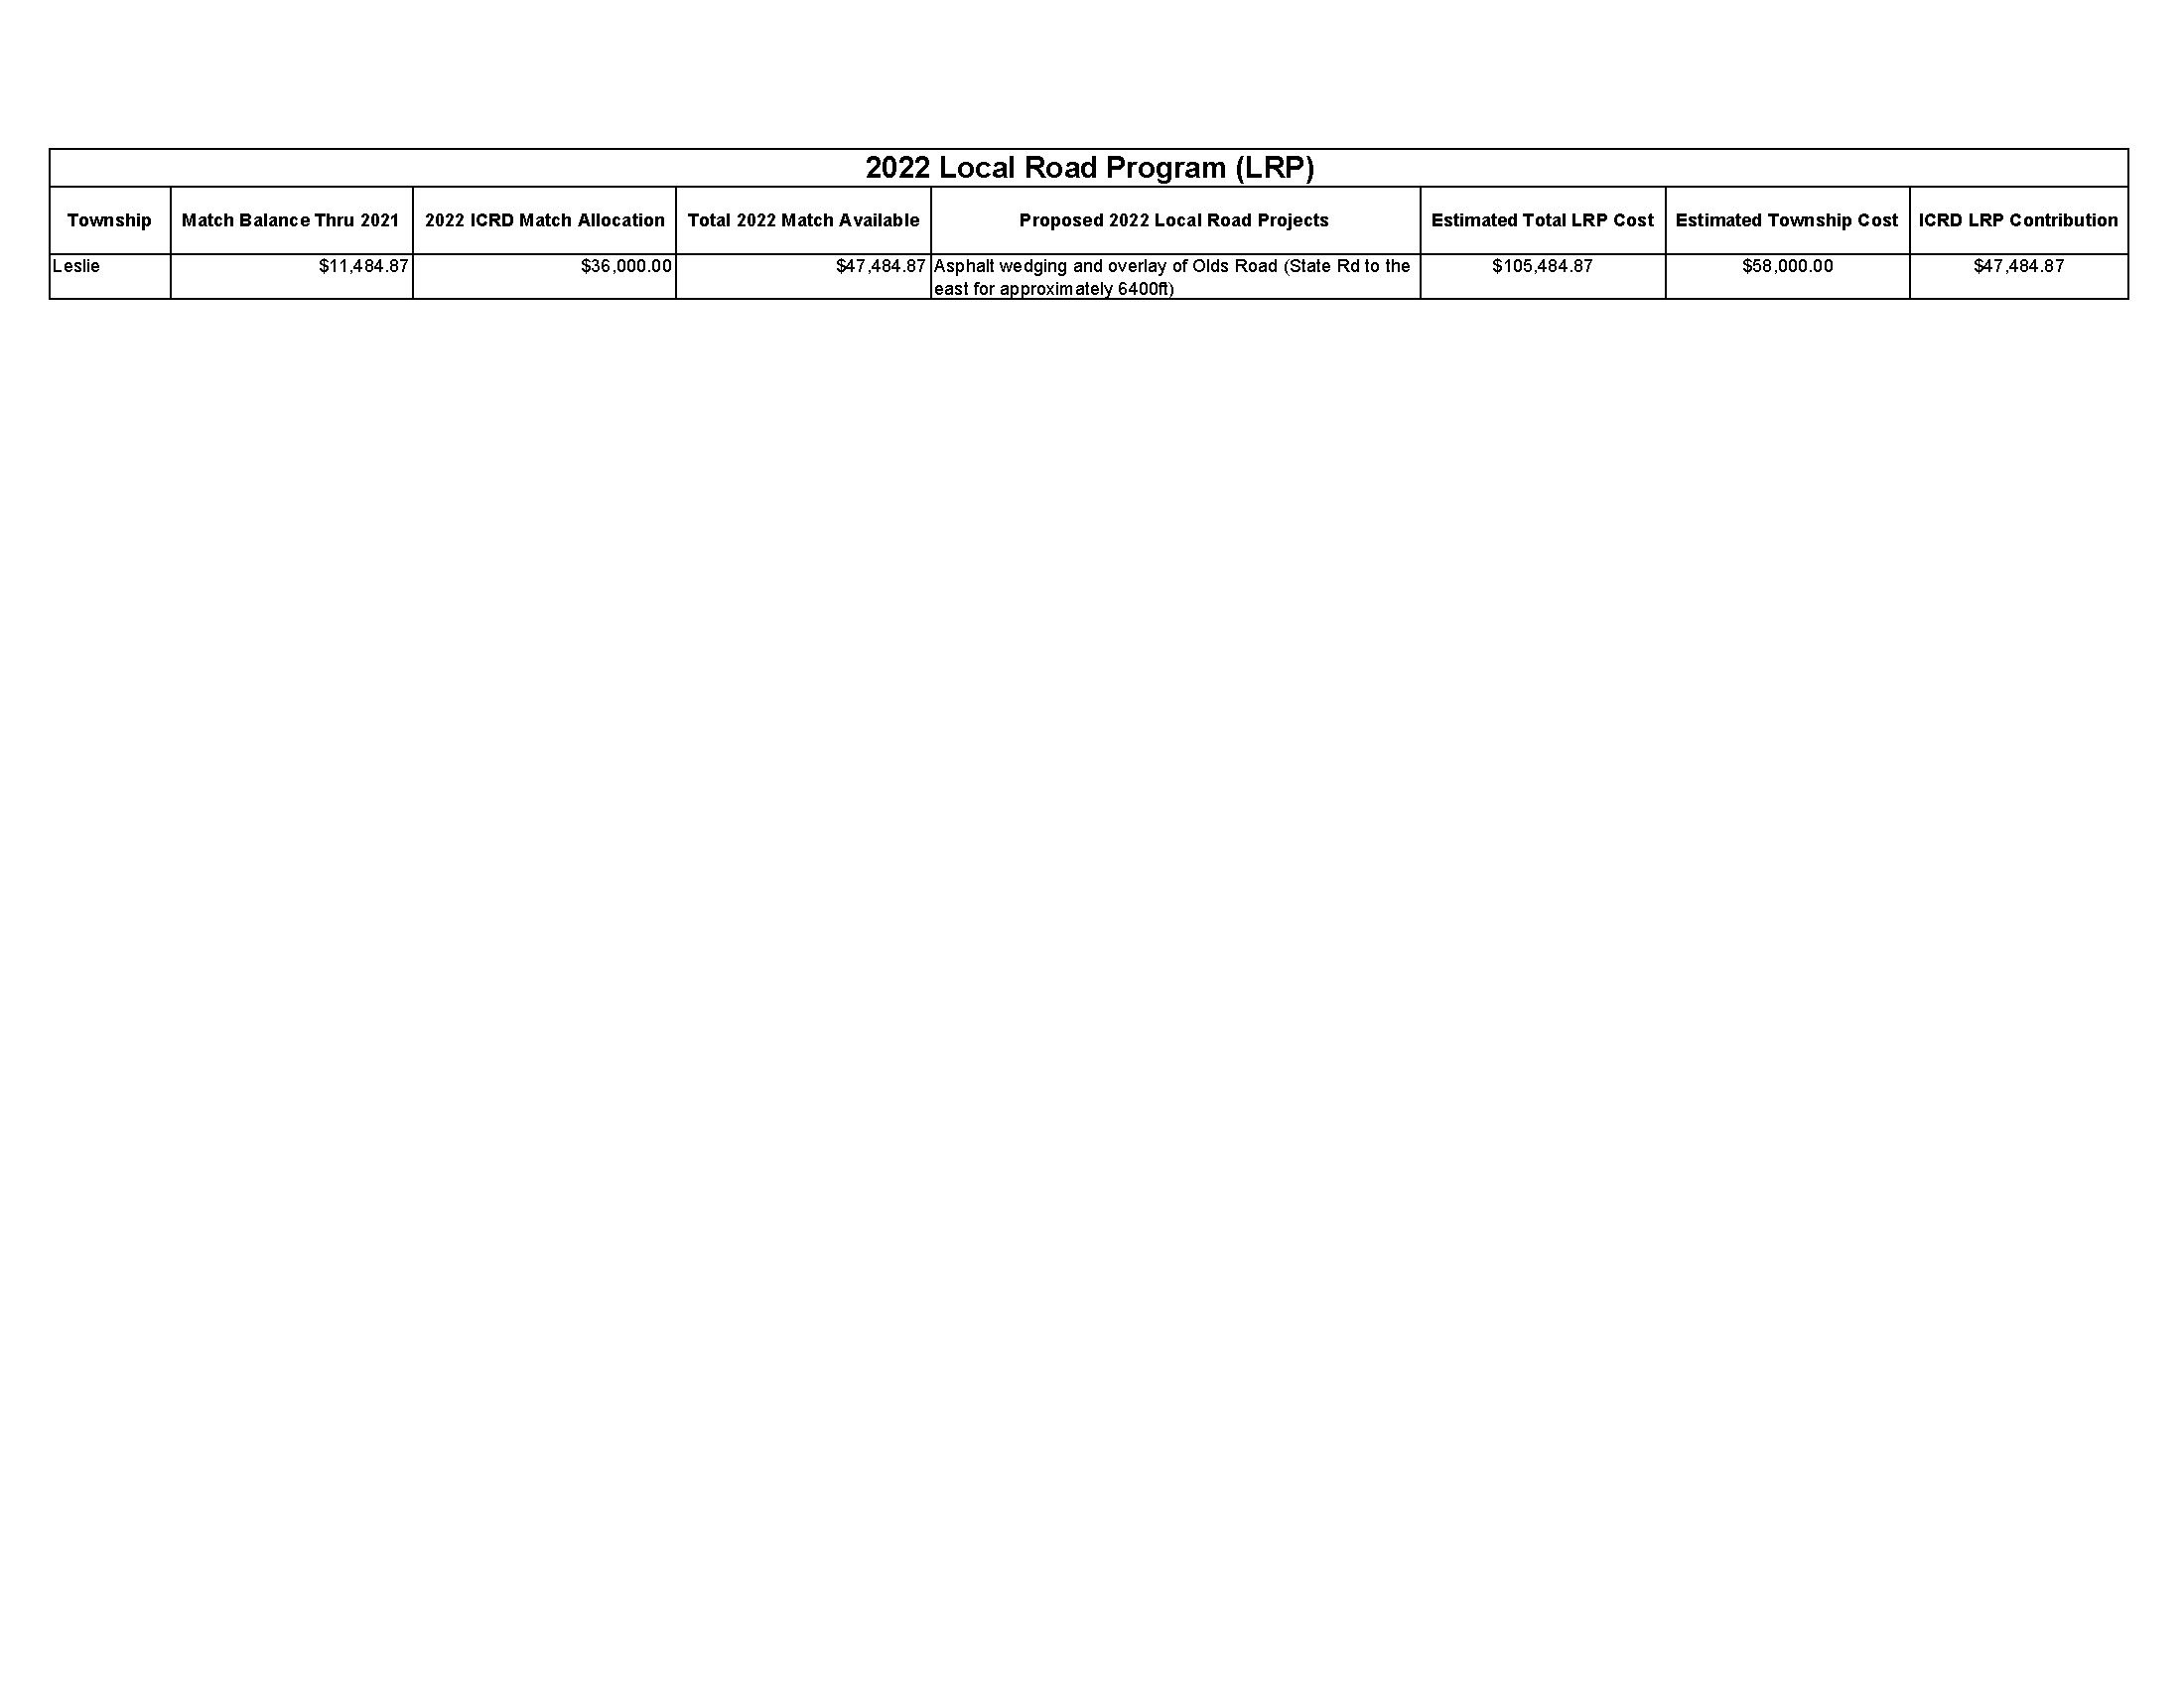 2022 Local Road Program (LRP)
Township Match Balance Thru 2021 2022 ICRD Match Allocation Total 2022 Match Available Proposed 2022 Local Road Projects Estimated Total LRP Cost Estimated Township Cost ICRD LRP Contribution
Leslie $11,484.87 $36,000.00 $47,484.87 Asphalt wedging and overlay of Olds Road (State Rd to the $105,484.87 $58,000.00 $47,484.87
east for approximately 6400ft)